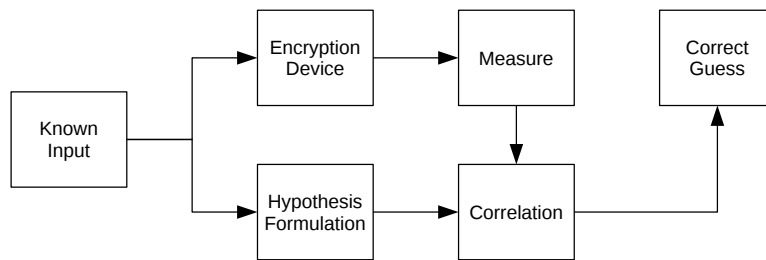 Encryption
Device
Measure
Correct
Guess
Known
Input
Hypothesis
Formulation
Correlation